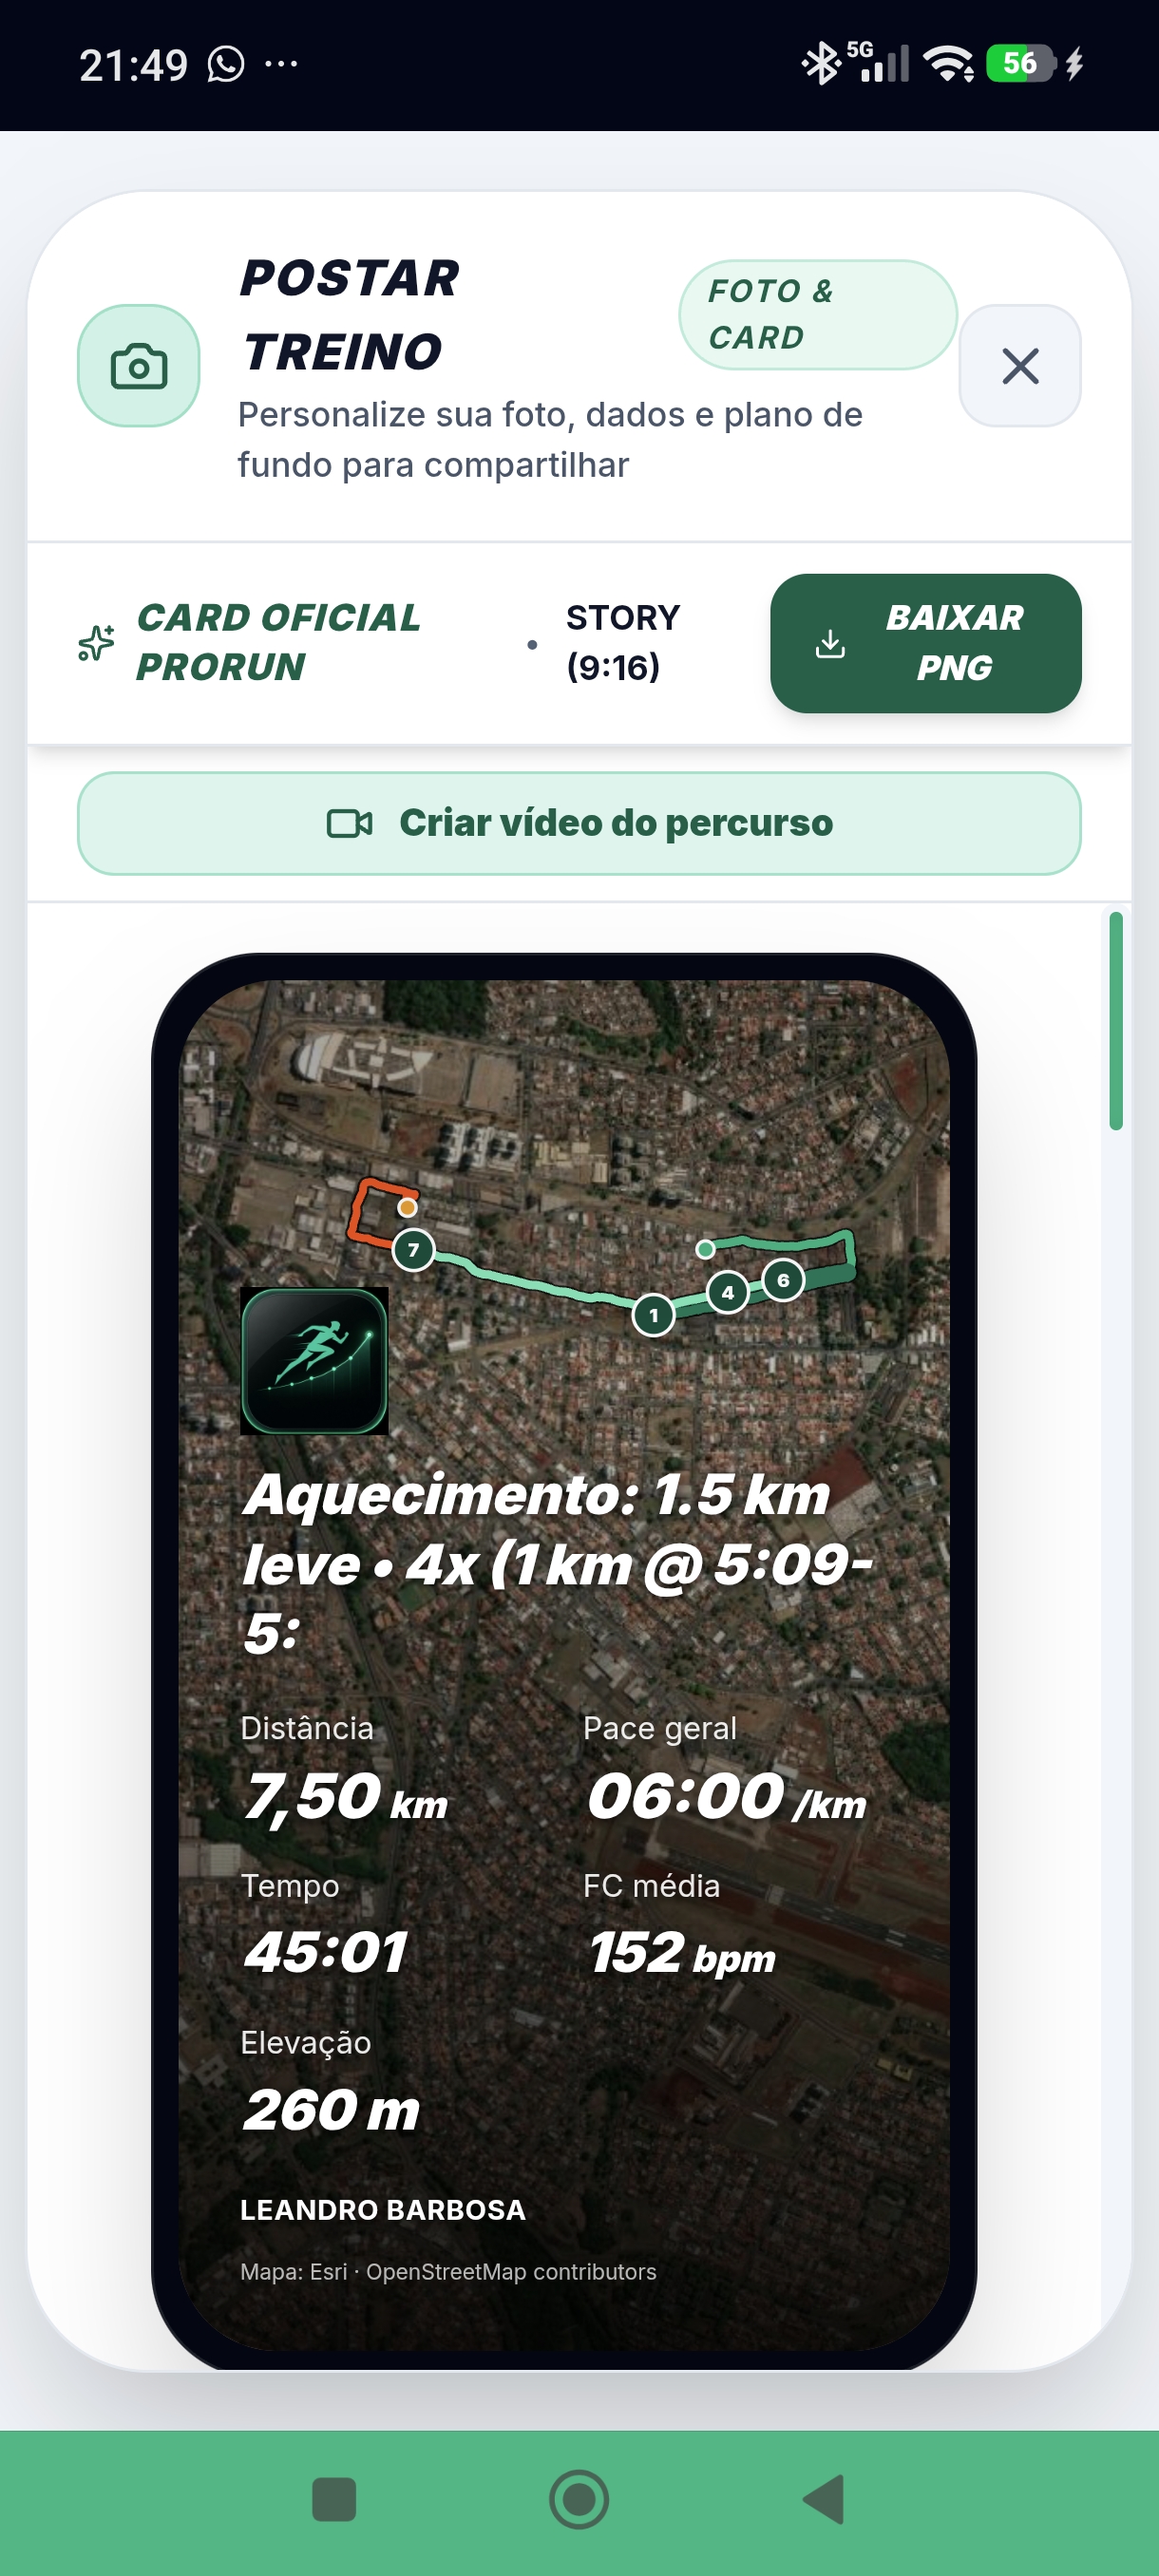 21:49
5G
56
POSTAR
TREINO
FOTO &
CARD
Personalize sua foto, dados e plano de
fundo para compartilhar
CARD OFICIAL
PRORUN
•
STORY
(9:16)
BAIXAR
PNG
Criar vídeo do percurso
7
1
4
6
Aquecimento: 1.5 km
leve • 4x (1 km @ 5:09-
5:
Distância
Pace geral
7,50 km
06:00 /km
Tempo
FC média
45:01
152 bpm
Elevação
260 m
LEANDRO BARBOSA
Mapa: Esri · OpenStreetMap contributors